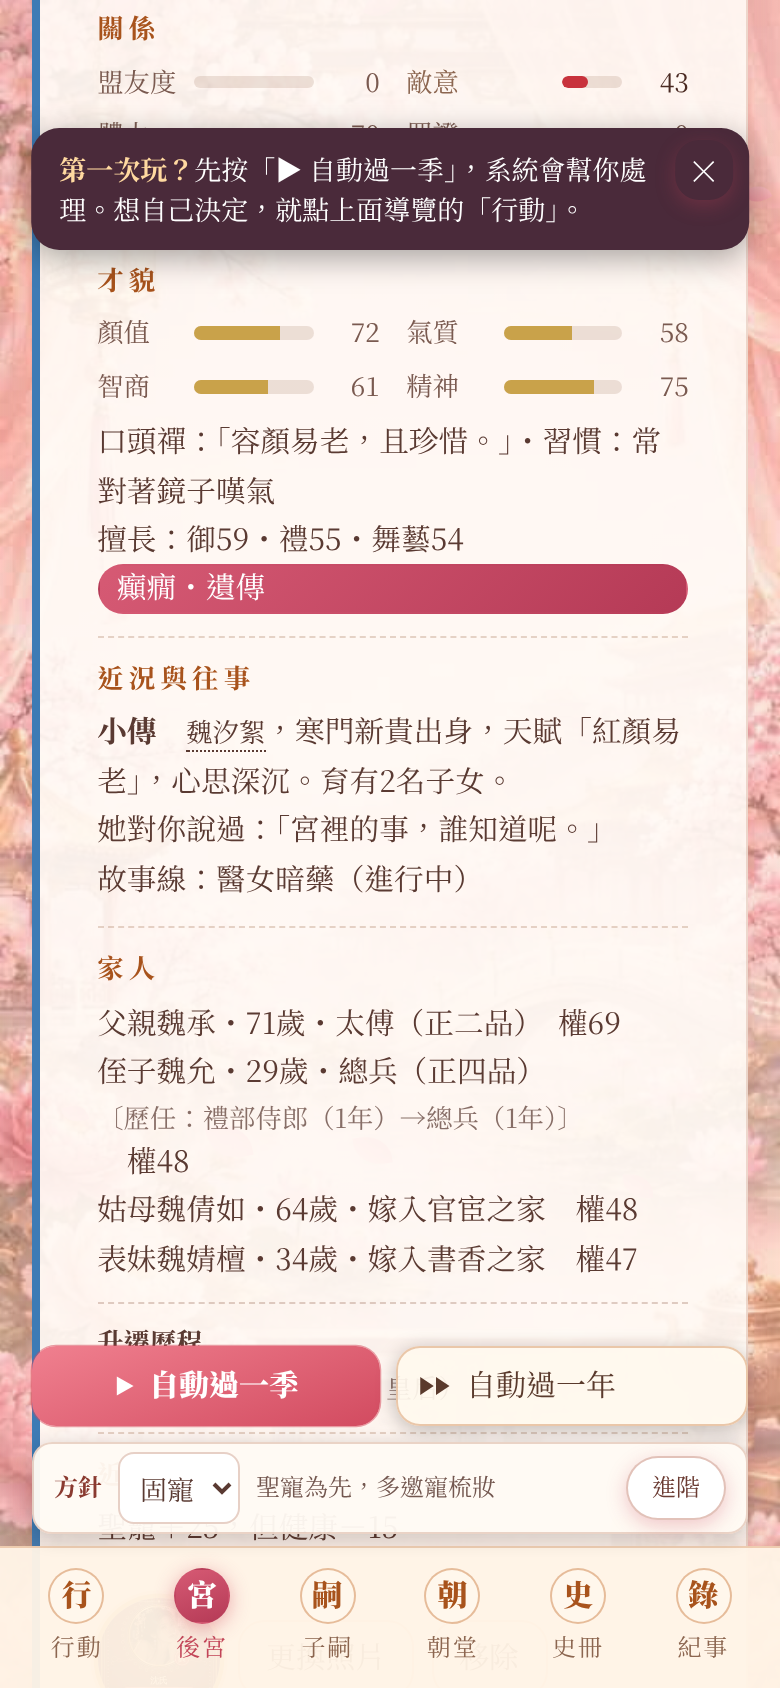 關係
盟友度 0 敵意 43
第一次玩？先按「▶ 自動過一季」，系統會幫你處
理。想自己決定，就點上面導覽的「行動」。
才貌
顏值 72 氣質 58
智商 61 精神 75
口頭禪：「容顏易老，且珍惜。」・習慣：常
對著鏡子嘆氣
擅長：御59・禮55・舞藝54
癲癇・遺傳
近況與往事
小傳 魏汐絮，寒門新貴出身，天賦「紅顏易
老」，心思深沉。育有2名子女。
她對你說過：「宮裡的事，誰知道呢。」
故事線：醫女暗藥（進行中）
家人
父親魏承・71歲・太傅（正二品） 權69
侄子魏允・29歲・總兵（正四品）
〔歷任：禮部侍郎（1年）→總兵（1年）〕
權48
姑母魏倩如・64歲・嫁入官宦之家 權48
表妹魏婧檀・34歲・嫁入書香之家 權47
升遷歷程
▶ 自動過一季
▶▶ 自動過一年
方針 固寵 聖寵為先，多邀寵梳妝 進階
更換照片 移除
行 宮 嗣 朝 史 錄
行動 後宮 子嗣 朝堂 史冊 紀事